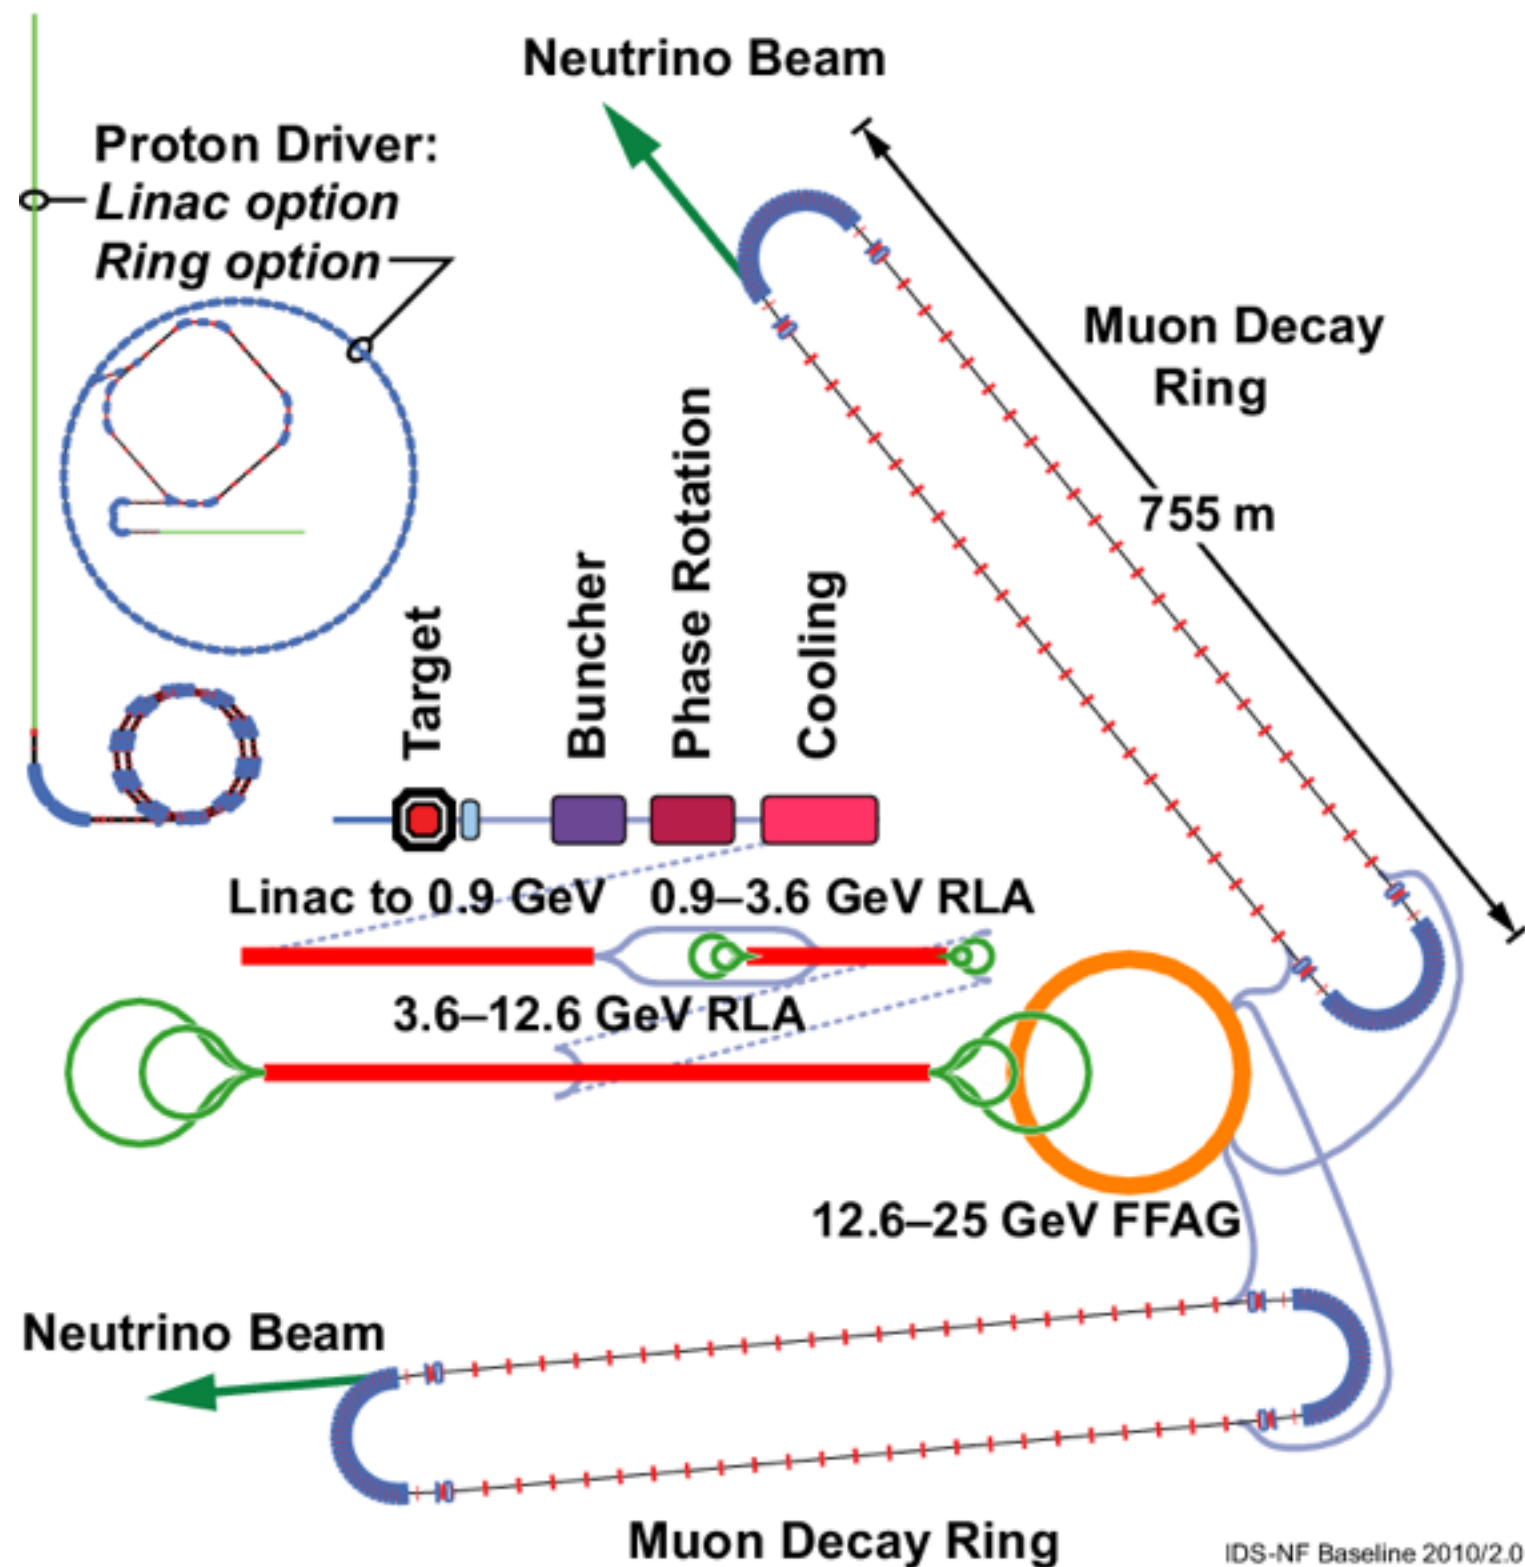 Neutrino Beam
Proton Driver:
Linac option
Ring option
Muon Decay
Ring
755 m
Target
Buncher
Phase Rotation
Cooling
Linac to 0.9 GeV
0.9–3.6 GeV RLA
3.6–12.6 GeV RLA
12.6–25 GeV FFAG
Neutrino Beam
Muon Decay Ring
IDS-NF Baseline 2010/2.0